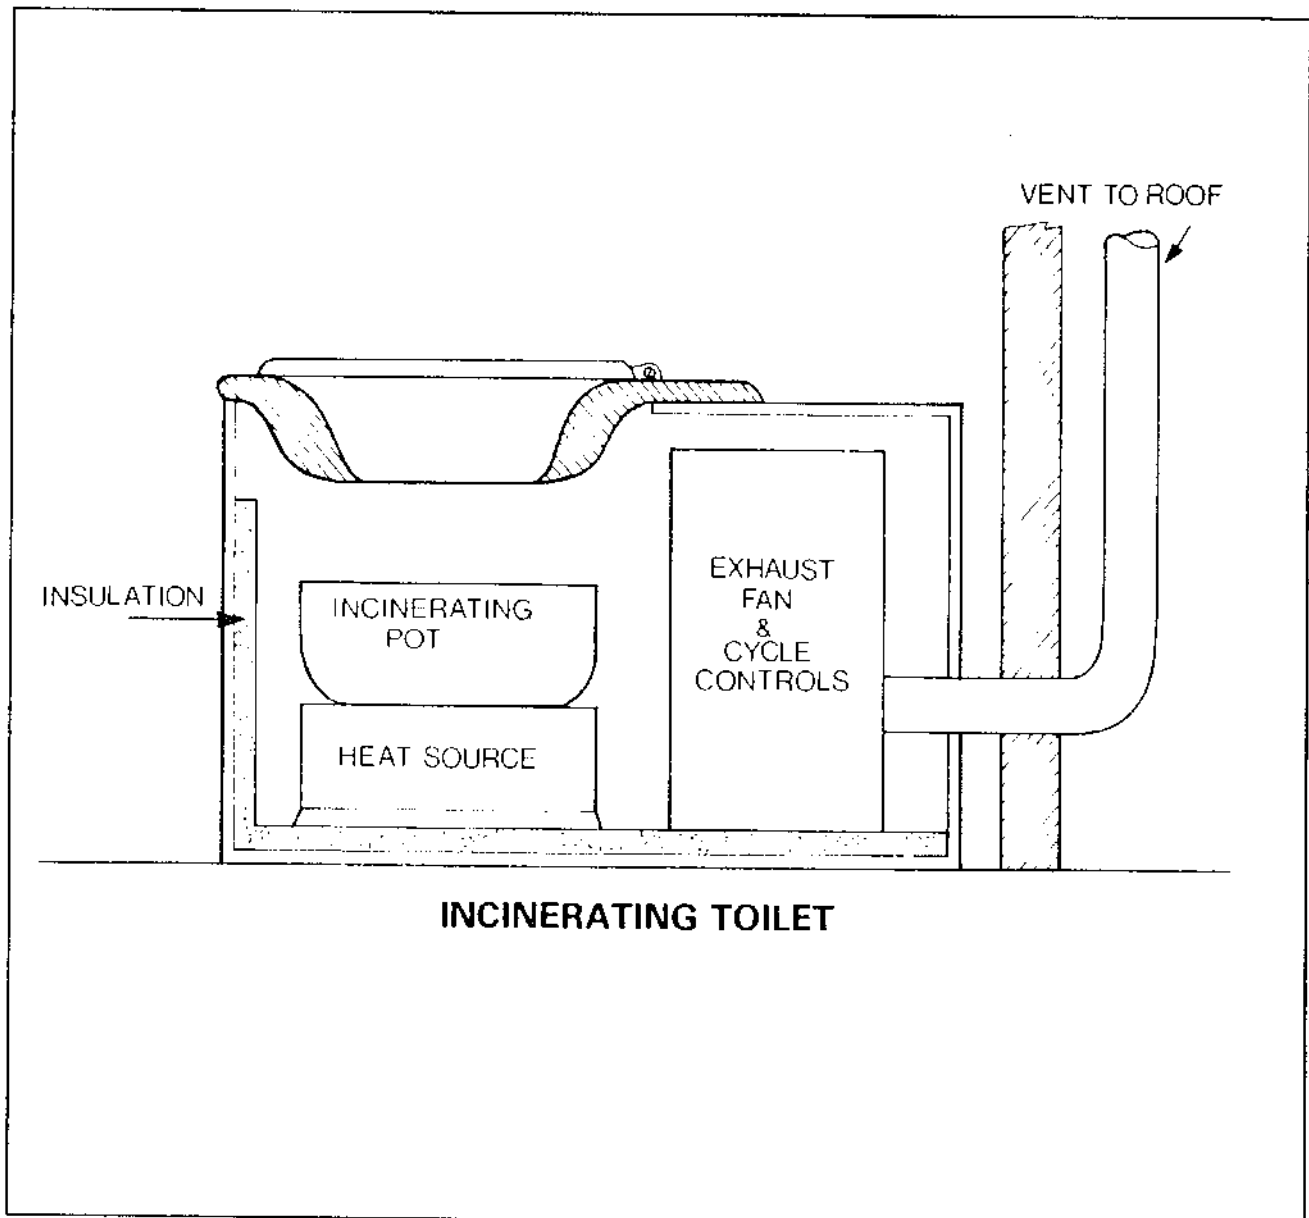 VENT TO ROOF
INSULATION
INCINERATING
POT
HEAT SOURCE
EXHAUST
FAN
&
CYCLE
CONTROLS
INCINERATING TOILET